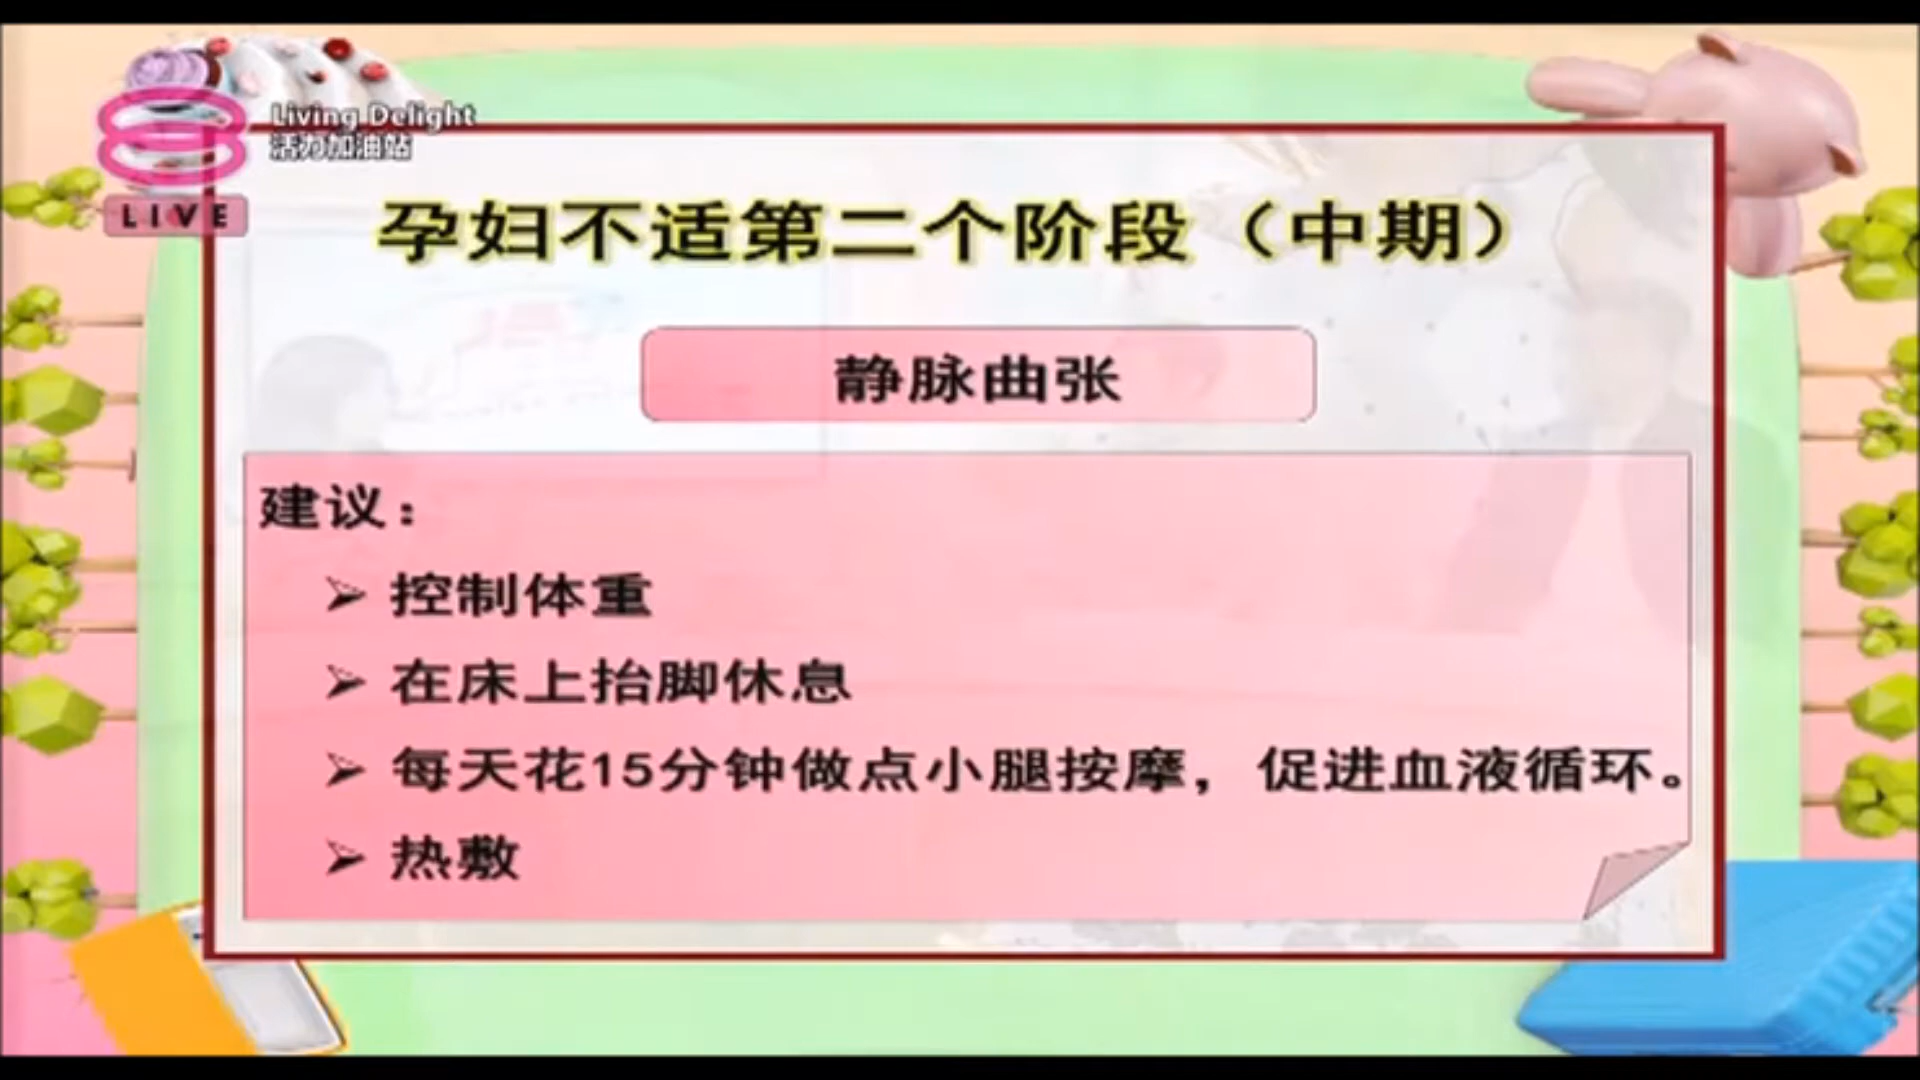 Living Delight
活力加油站
LIVE
孕妇不适第二个阶段（中期）
静脉曲张
建议：
控制体重
在床上抬脚休息
每天花15分钟做点小腿按摩，促进血液循环。
热敷